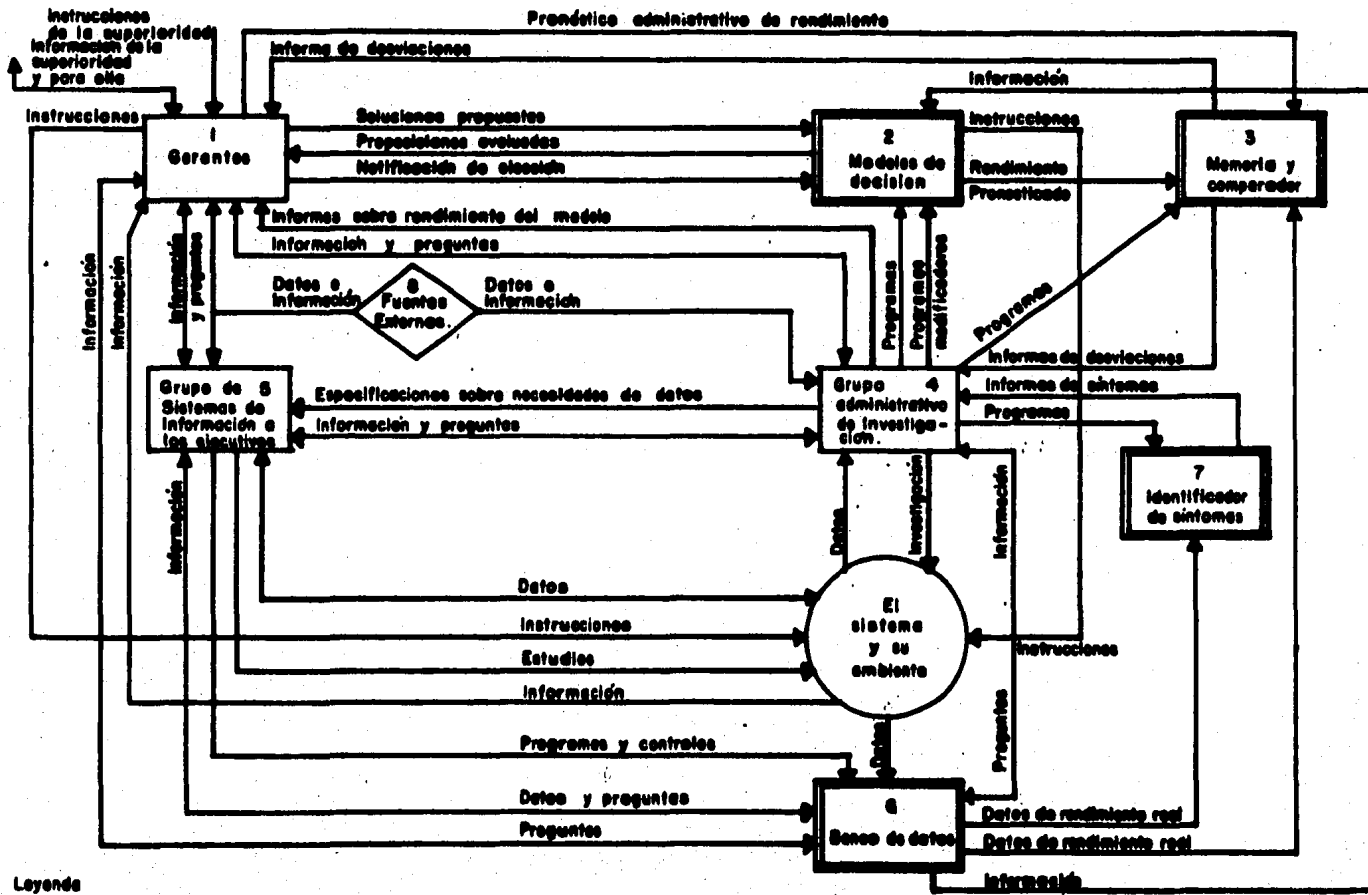 Instrucciones
de la superioridad
Información de la
superioridad
y para ella
Pronóstico administrativo de rendimiento
Informe de desviaciones
Información
Instrucciones
1
Gerentes
Soluciones propuestas
Proposiciones evaluadas
Notificación de elección
2
Modelos de
decision
Instrucciones
Rendimiento
Pronosticado
3
Memoria y
comparador
Informes sobre rendimiento del modelo
Información y preguntas
Información
Información
Información
y preguntas
Datos e
Información
8
Fuentes
Externas.
Datos e
Información
Programas
Programas
modificadores
Programas
Grupo de 5
Sistemas de
Información a
los ejecutivos
Especificaciones sobre necesidades de datos
Información y preguntas
Grupo 4
administrativo
de investiga-
ción.
Informes de desviaciones
Informes de síntomas
Programas
7
Identificador
de síntomas
Información
Datos
Investigación
Información
Datos
Instrucciones
Estudios
Información
El
sistema
y su
ambiente
Instrucciones
Preguntas
Programas y controles
Datos
Datos y preguntas
Preguntas
6
Banco de datos
Datos de rendimiento real
Datos de rendimiento real
Información
Leyenda